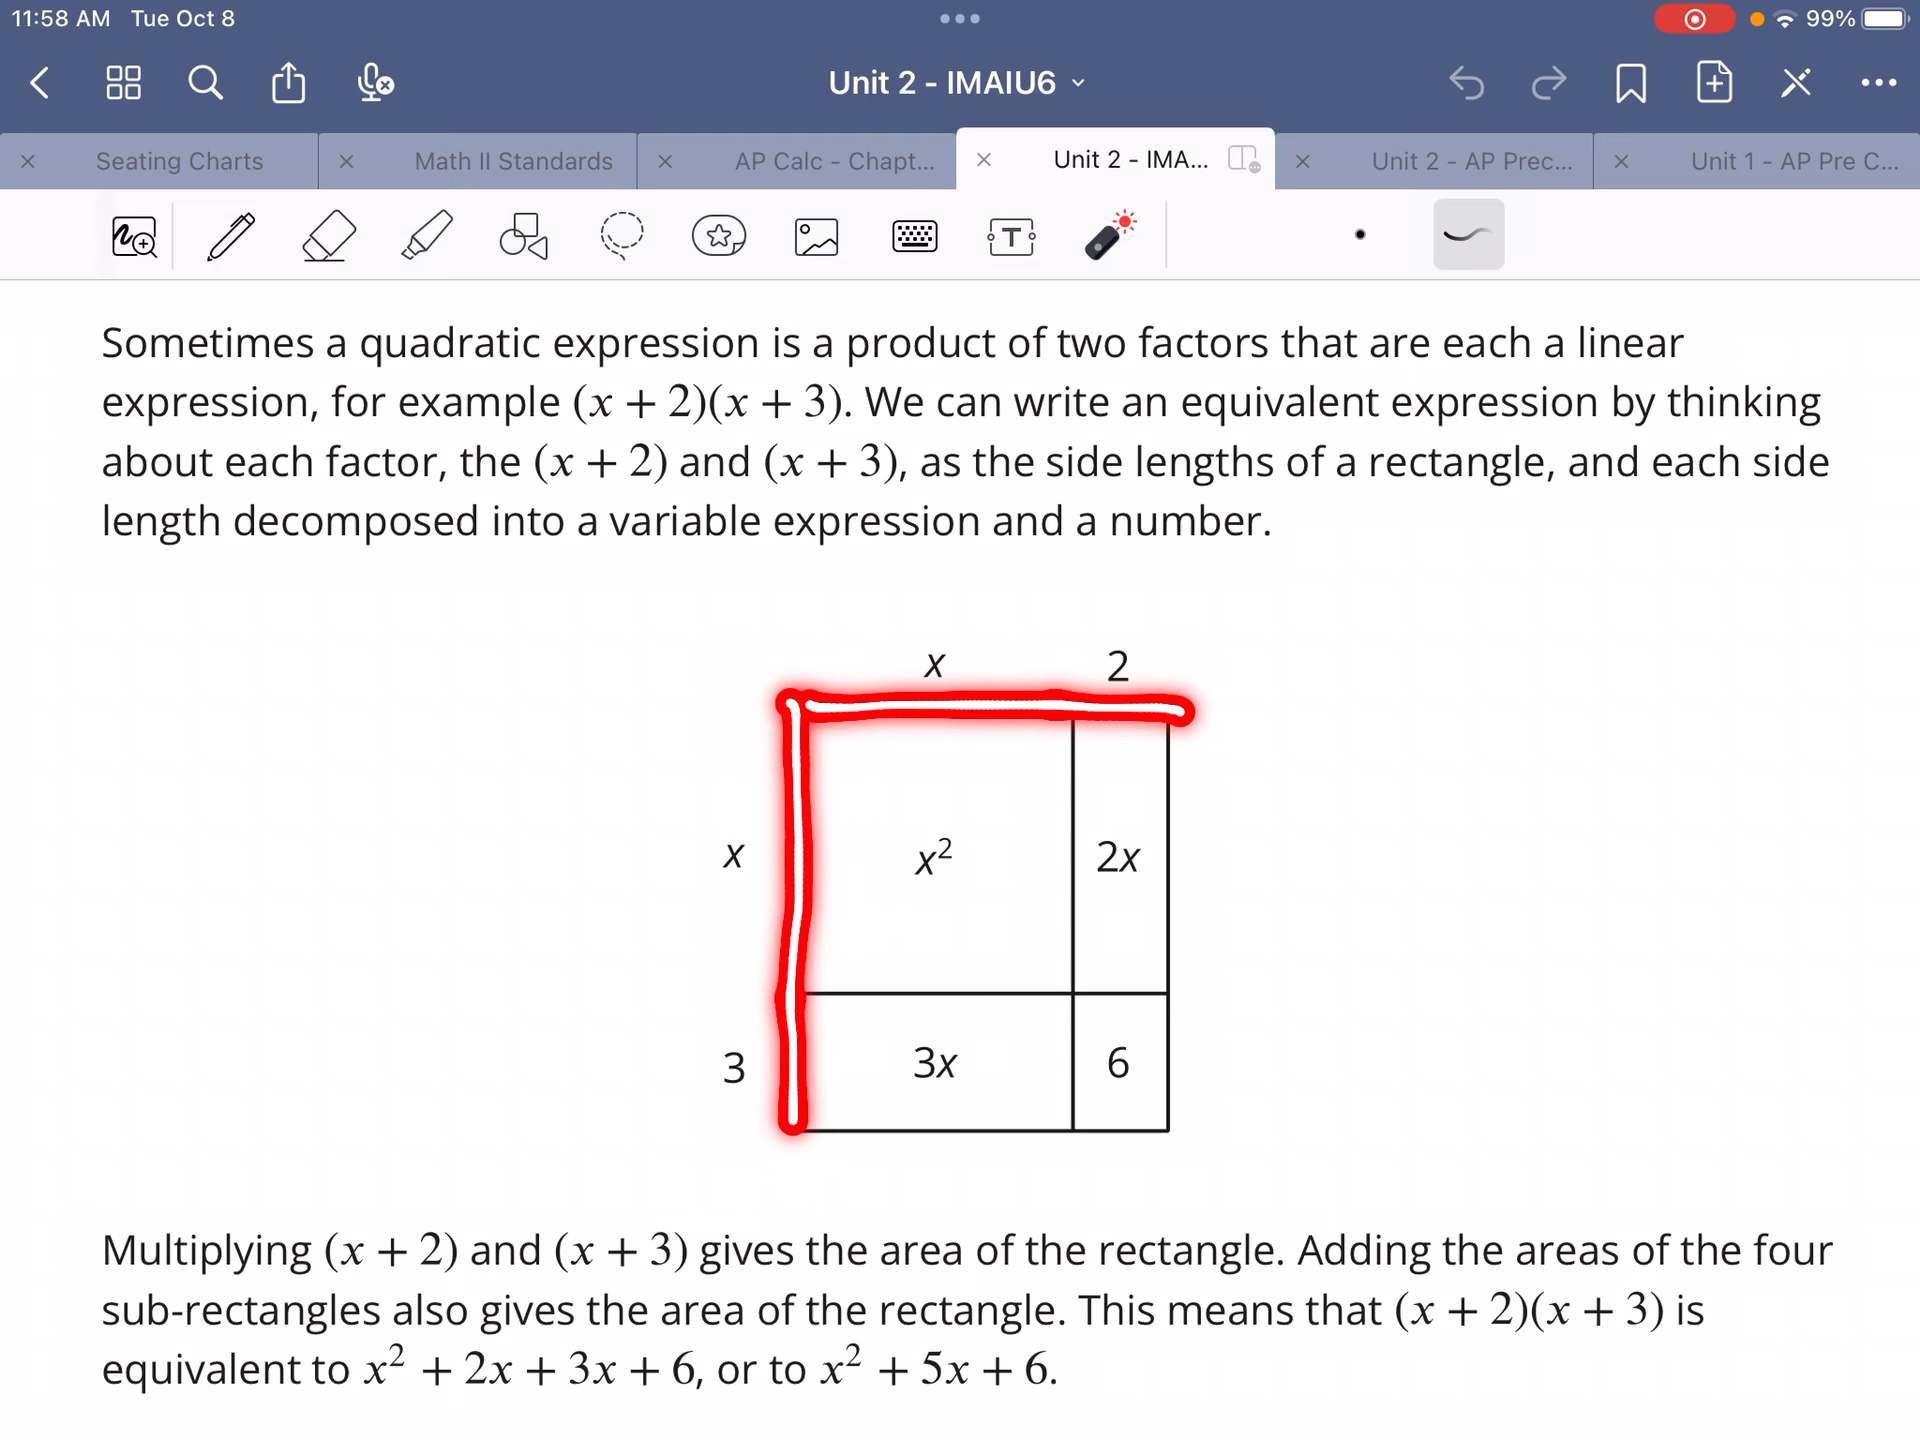 11:58 AM Tue Oct 8
99%
Unit 2 - IMAIU6
Seating Charts
Math II Standards
AP Calc - Chapt...
Unit 2 - IMA...
Unit 2 - AP Prec...
Unit 1 - AP Pre C...
T
Sometimes a quadratic expression is a product of two factors that are each a linear
expression, for example (x + 2)(x + 3). We can write an equivalent expression by thinking
about each factor, the (x + 2) and (x + 3), as the side lengths of a rectangle, and each side
length decomposed into a variable expression and a number.
x 2
x x² 2x
3 3x 6
Multiplying (x + 2) and (x + 3) gives the area of the rectangle. Adding the areas of the four
sub-rectangles also gives the area of the rectangle. This means that (x + 2)(x + 3) is
equivalent to x² + 2x + 3x + 6, or to x² + 5x + 6.